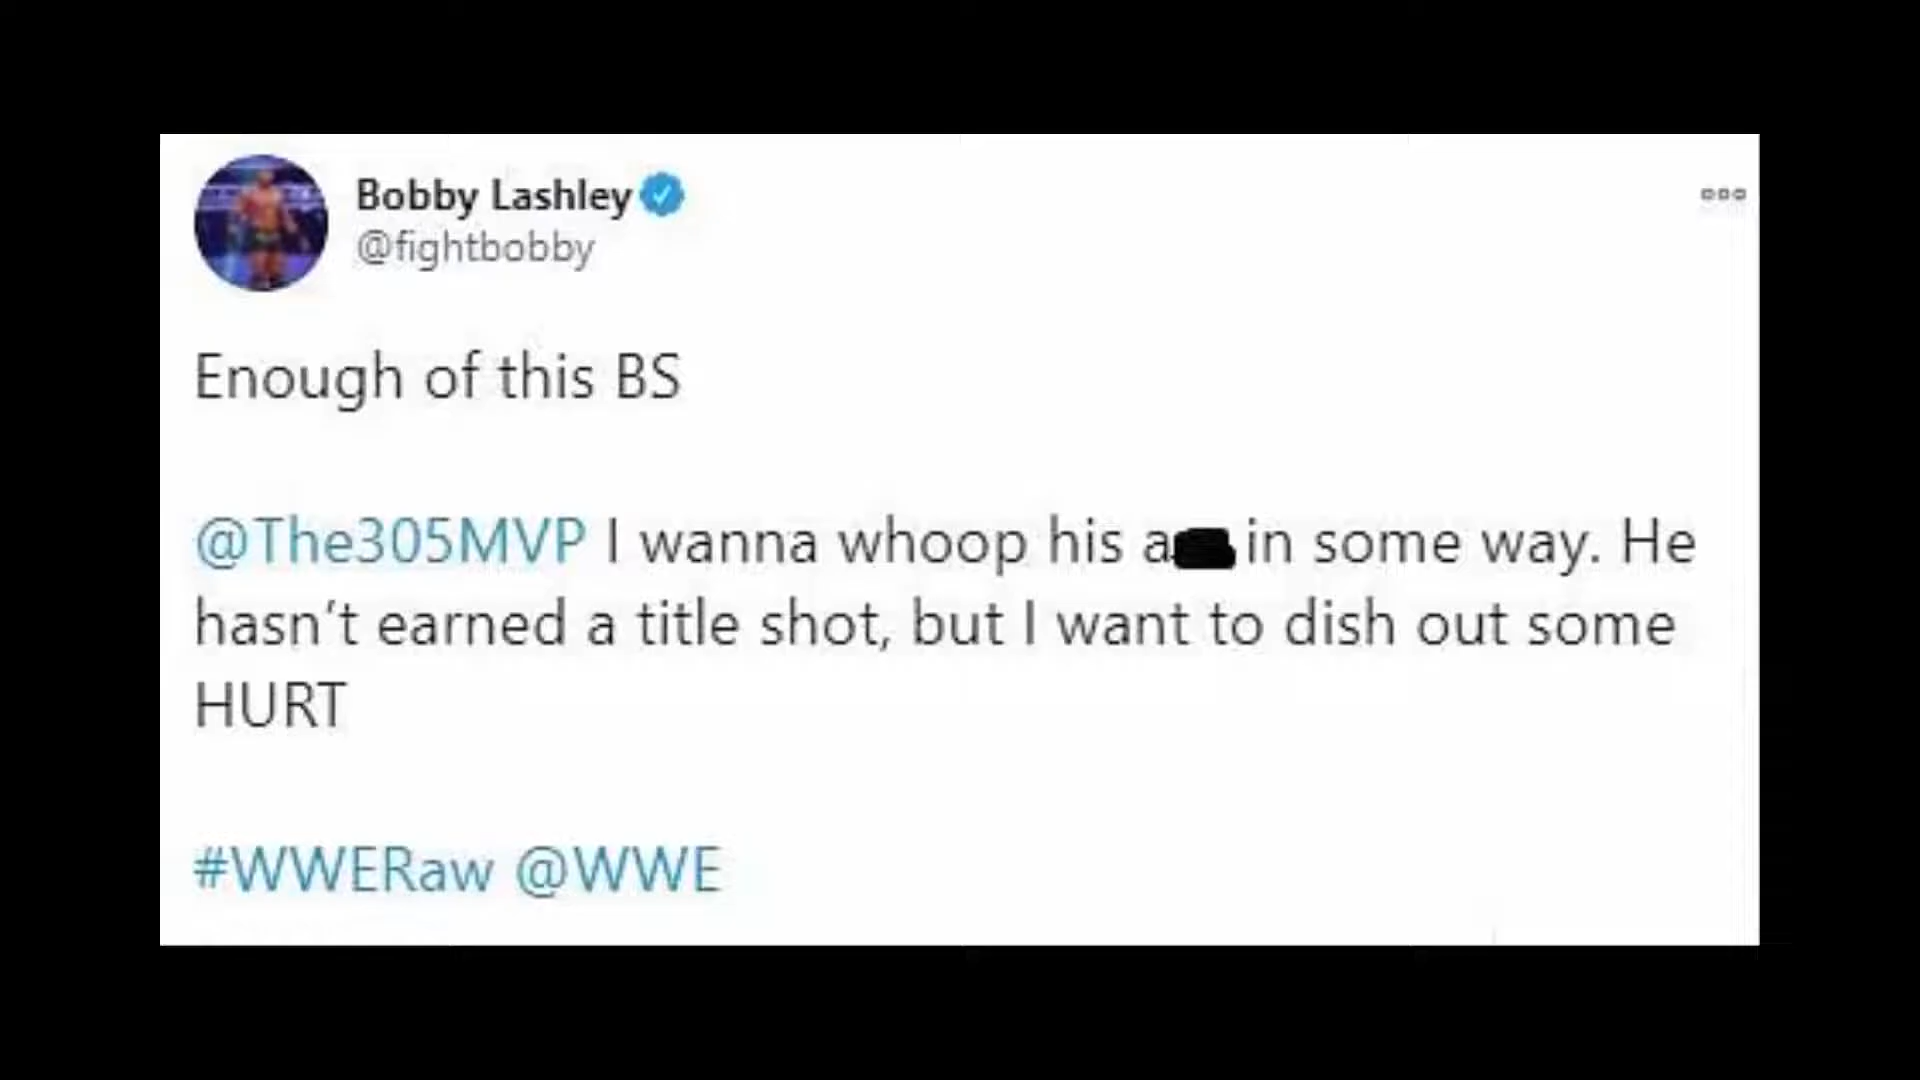 Bobby Lashley
@fightbobby
Enough of this BS
@The305MVP I wanna whoop his a in some way. He
hasn't earned a title shot, but I want to dish out some
HURT
#WWERaw @WWE